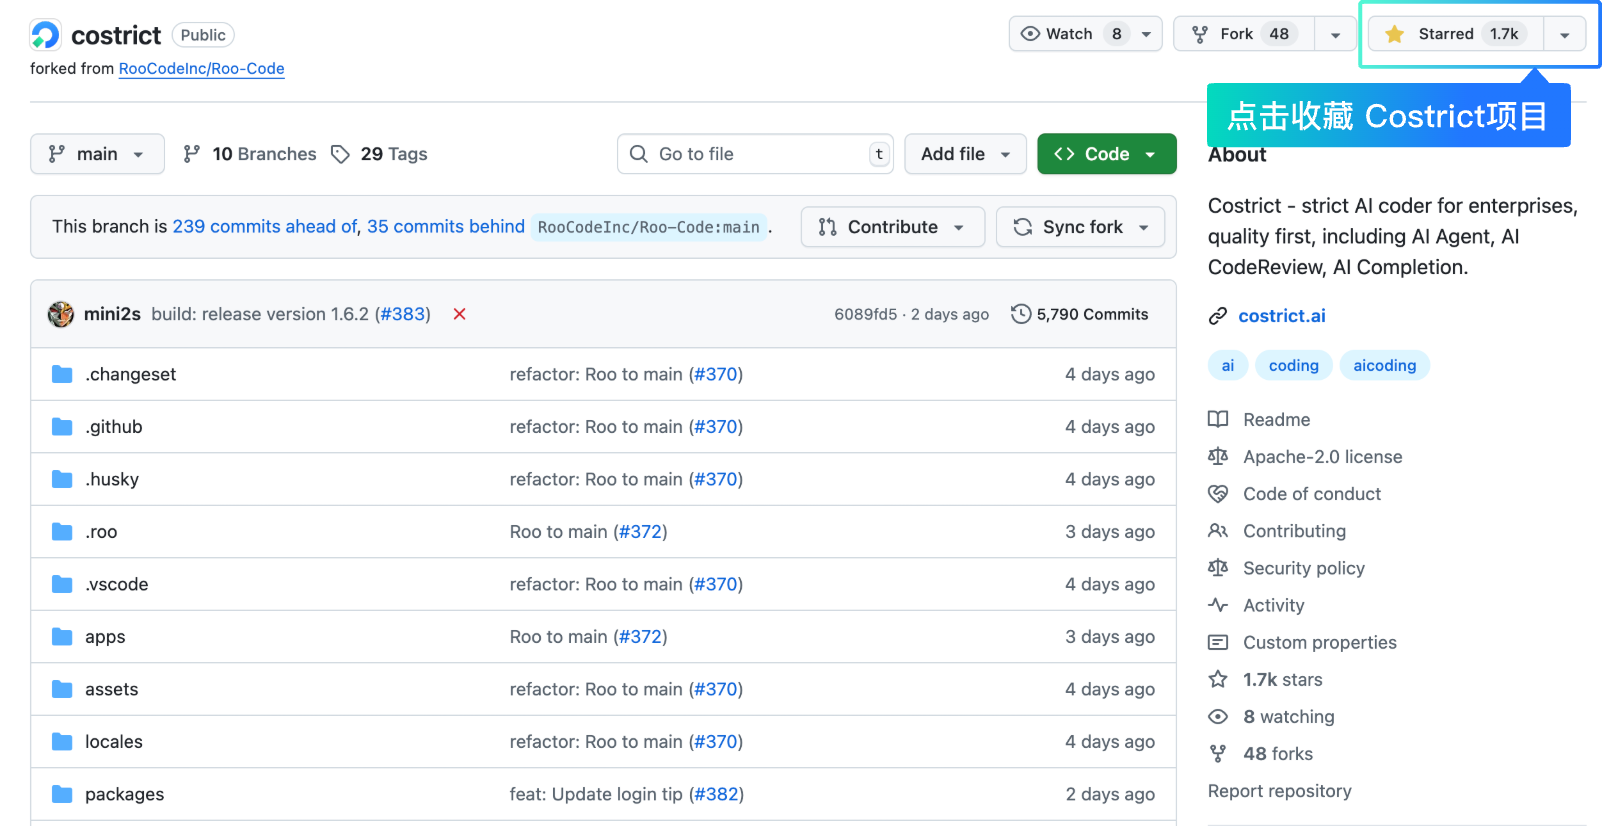 costrict Public
Watch 8
Fork 48
Starred 1.7k
forked from RooCodeInc/Roo-Code
点击收藏 Costrict项目
main
10 Branches
29 Tags
Go to file t
Add file
<> Code
This branch is 239 commits ahead of, 35 commits behind RooCodeInc/Roo-Code:main .
Contribute
Sync fork
mini2s build: release version 1.6.2 (#383)
6089fd5 · 2 days ago
5,790 Commits
.changeset refactor: Roo to main (#370) 4 days ago
.github refactor: Roo to main (#370) 4 days ago
.husky refactor: Roo to main (#370) 4 days ago
.roo Roo to main (#372) 3 days ago
.vscode refactor: Roo to main (#370) 4 days ago
apps Roo to main (#372) 3 days ago
assets refactor: Roo to main (#370) 4 days ago
locales refactor: Roo to main (#370) 4 days ago
packages feat: Update login tip (#382) 2 days ago
About
Costrict - strict AI coder for enterprises,
quality first, including AI Agent, AI
CodeReview, AI Completion.
costrict.ai
ai coding aicoding
Readme
Apache-2.0 license
Code of conduct
Contributing
Security policy
Activity
Custom properties
1.7k stars
8 watching
48 forks
Report repository